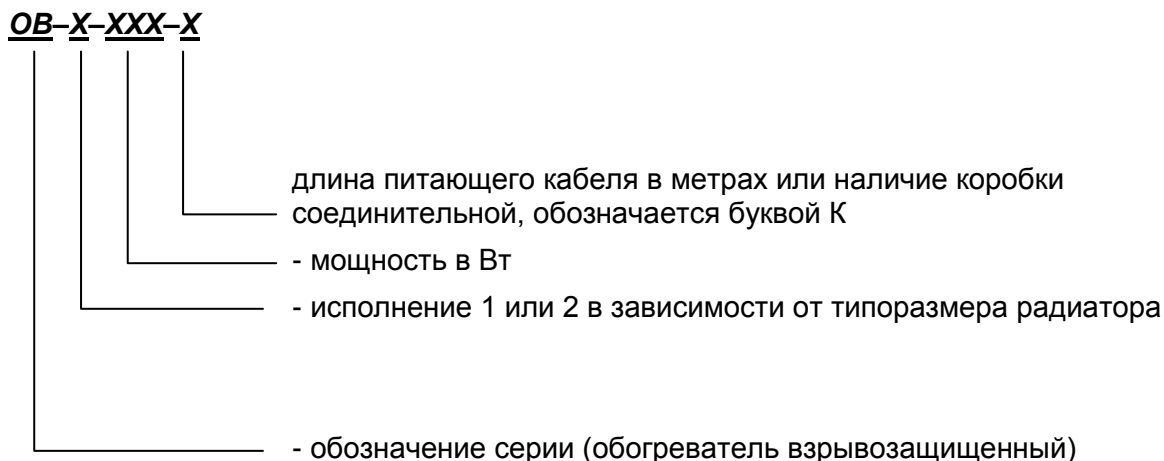 ОВ–Х–ХХХ–Х
длина питающего кабеля в метрах или наличие коробки
соединительной, обозначается буквой К
- мощность в Вт
- исполнение 1 или 2 в зависимости от типоразмера радиатора
- обозначение серии (обогреватель взрывозащищенный)